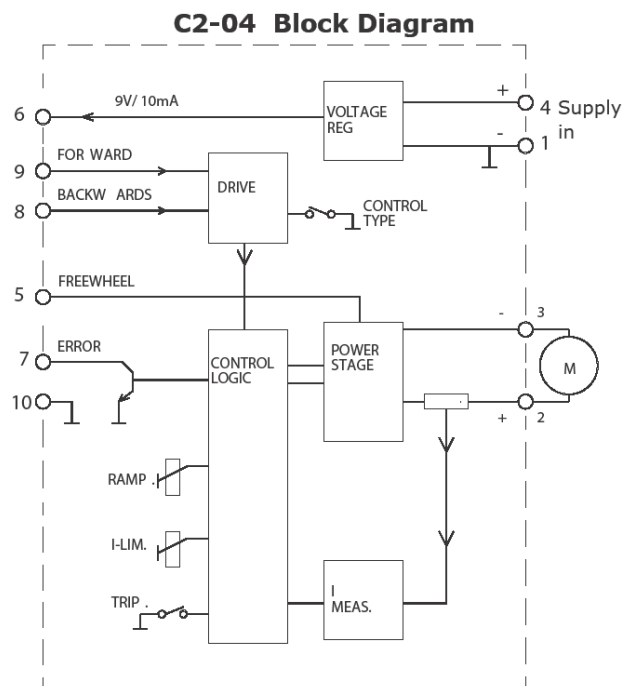 C2-04 Block Diagram
6
9V/ 10mA
VOLTAGE
REG
+
4 Supply
in
-
1
9
FOR WARD
8
BACKW ARDS
DRIVE
CONTROL
TYPE
5
FREEWHEEL
7
ERROR
10
CONTROL
LOGIC
POWER
STAGE
-
3
M
+
2
RAMP .
I-LIM.
TRIP .
I
MEAS.